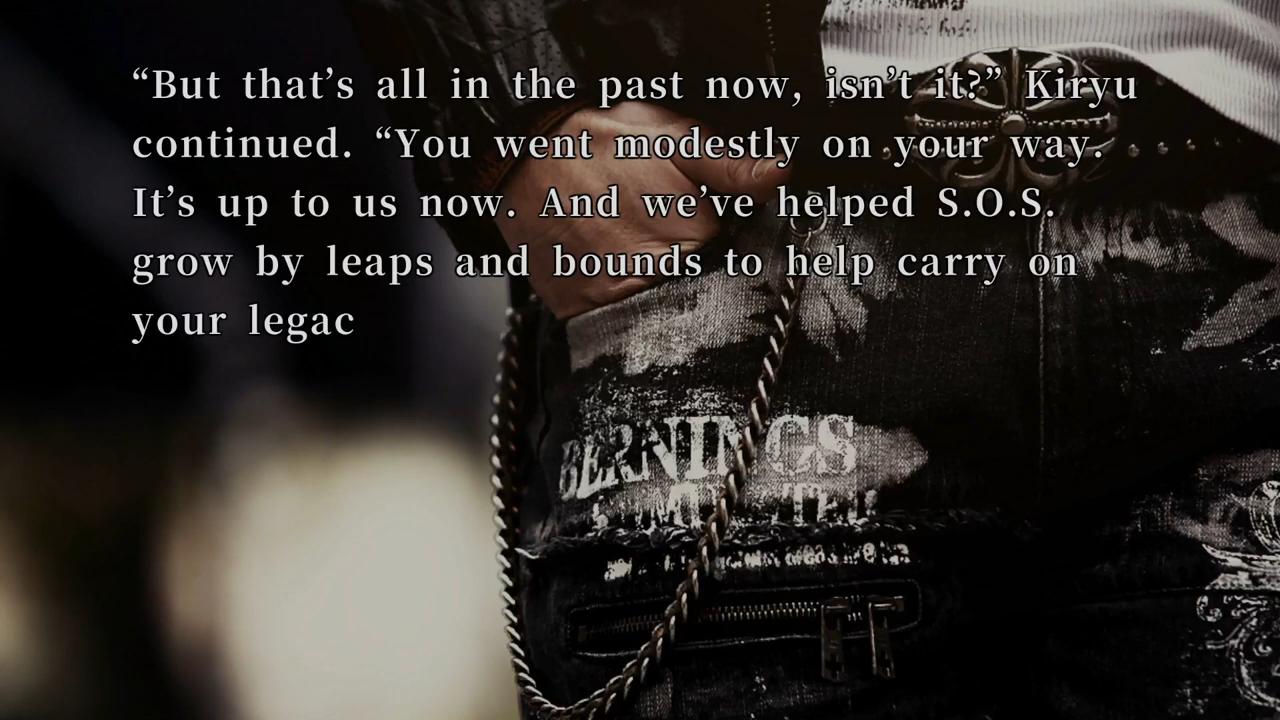 “But that’s all in the past now, isn’t it?” Kiryu
continued. “You went modestly on your way.
It’s up to us now. And we’ve helped S.O.S.
grow by leaps and bounds to help carry on
your legac
BERNINGS